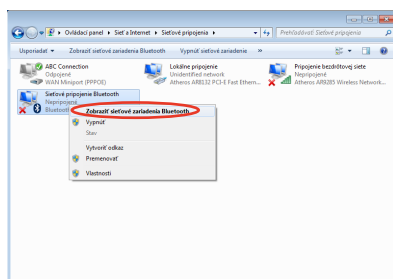 Ovládací panel ▸ Sieť a Internet ▸ Sieťové pripojenia ▸
Prehľadávať Sieťové pripojenia
Usporiadať Zobraziť sieťové zariadenia Bluetooth Vypnúť sieťové zariadenie »
ABC Connection
Odpojené
WAN Miniport (PPPOE)
Lokálne pripojenie
Unidentified network
Atheros AR8132 PCI-E Fast Ethern...
Pripojenie bezdrôtovej siete
Nepripojené
Atheros AR9285 Wireless Network...
Sieťové pripojenie Bluetooth
Nepripojené
Bluetooth
Zobraziť sieťové zariadenia Bluetooth
Vypnúť
Stav
Vytvoriť odkaz
Premenovať
Vlastnosti